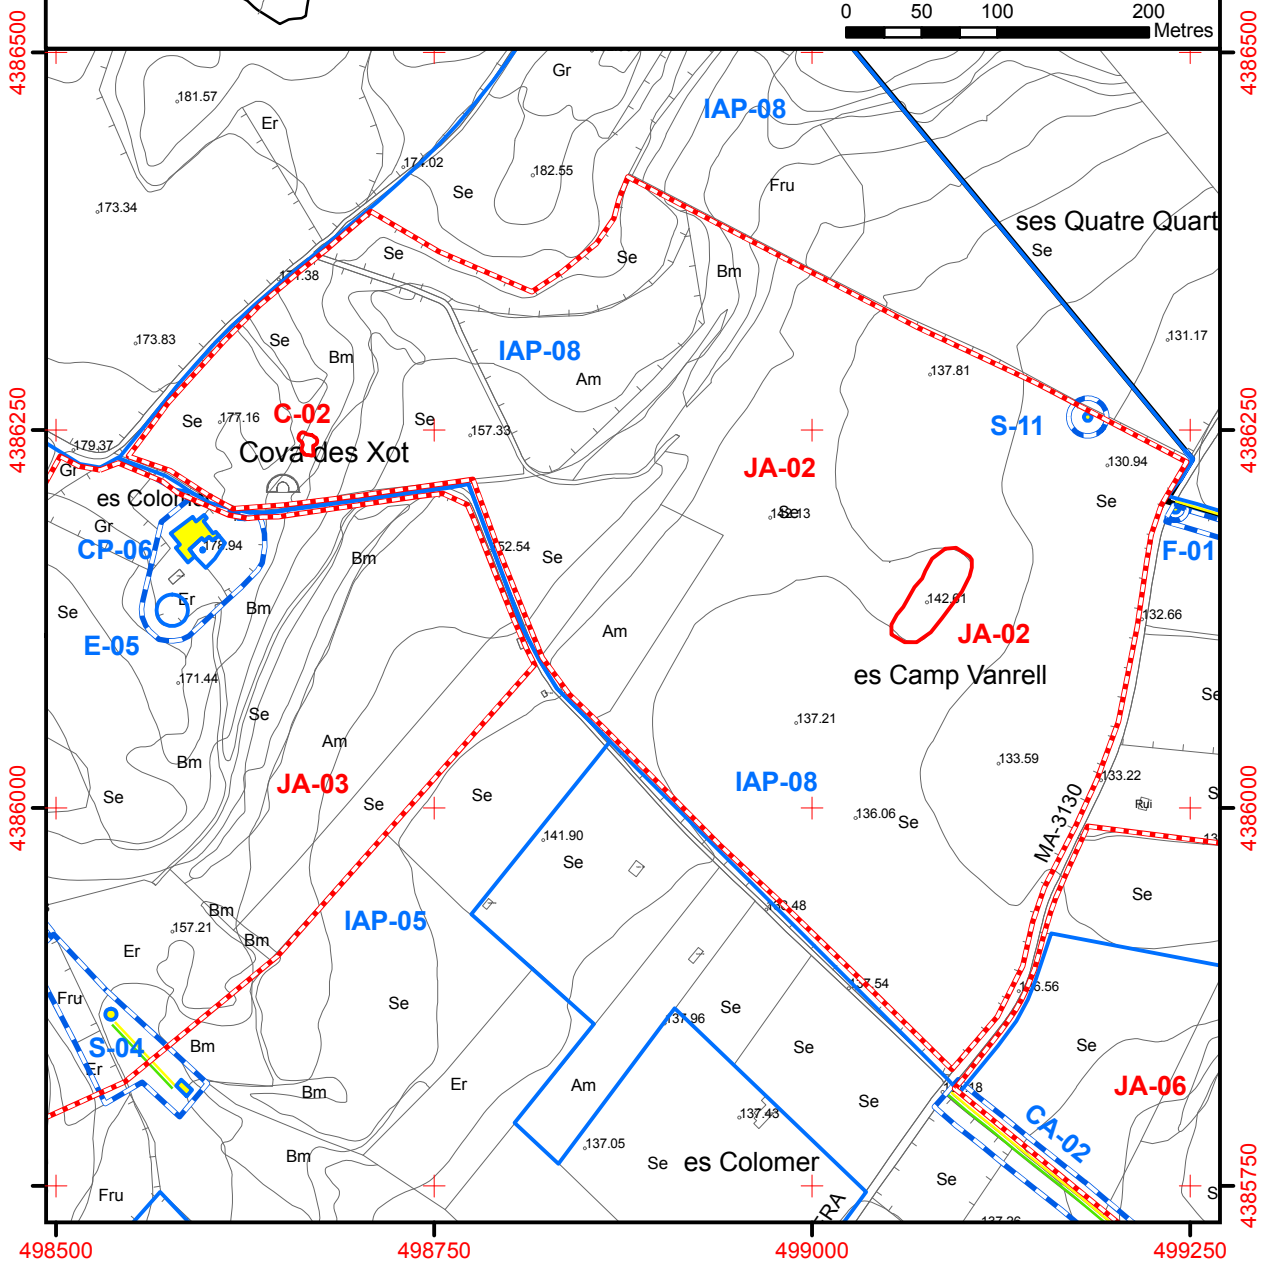 0 50 100 200
Metres
4386500
4386500
Gr
IAP-08
181.57
Er
174.02
182.55
Se
Fru
173.34
ses Quatre Quart
Se
Se
Se
Bm
171.38
173.83
Se
Bm
IAP-08
Am
131.17
137.81
4386250
4386250
C-02
Se
177.16
Se
157.33
S-11
179.37
Cova des Xot
Gr
JA-02
130.94
es Colom
Se
Se
Gr
CP-06
178.94
152.54
Se
Bm
F-01
Er
Bm
Se
142.61
132.66
Am
JA-02
E-05
171.44
es Camp Vanrell
Se
Se
137.21
Am
Bm
133.59
JA-03
IAP-08
133.22
Se
Se
Se
Rui
4386000
4386000
136.06
Se
MA-3130
141.90
Se
Se
Bm
IAP-05
157.21
Bm
Er
137.54
Fru
Se
Se
137.96
S-04
Bm
Er
Se
Se
Er
Am
Bm
JA-06
Se
137.43
CA-02
137.05
Bm
Se
es Colomer
Se
Fru
4385750
4385750
498500
498750
499000
499250